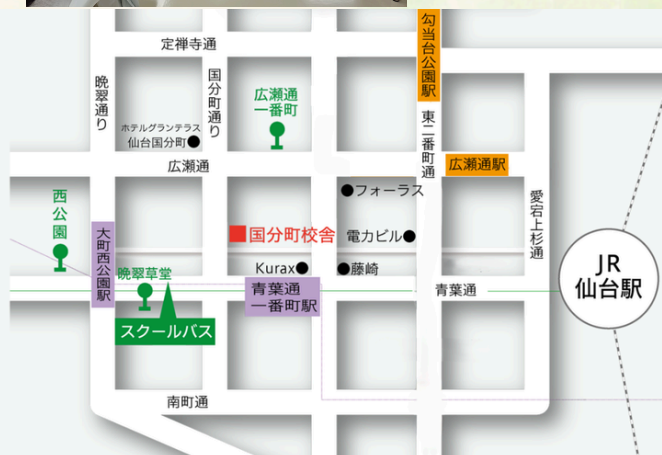 定禅寺通
勾当台公園駅
晩翠通り
国分町通り
広瀬通
一番町
ホテルグランテラス
仙台国分町
東二番町通
広瀬通
広瀬通駅
フォーラス
西公園
愛宕上杉通
大町西公園駅
国分町校舎
電力ビル
晩翠草堂
Kurax
藤崎
JR
仙台駅
青葉通
一番町駅
青葉通
スクールバス
南町通